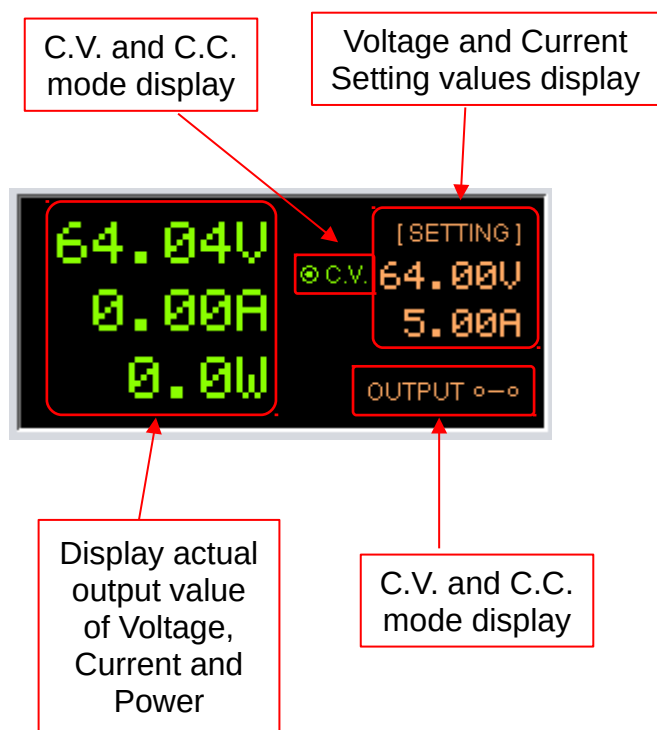 C.V. and C.C.
mode display
Voltage and Current
Setting values display
64.04V
0.00A
0.0W
C.V.
[SETTING]
64.00V
5.00A
OUTPUT
Display actual
output value
of Voltage,
Current and
Power
C.V. and C.C.
mode display